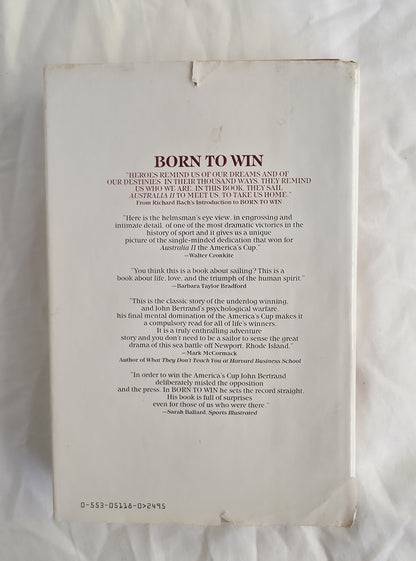 BORN TO WIN
"HEROES REMIND US OF OUR DREAMS AND OF
OUR DESTINIES. IN THEIR THOUSAND WAYS, THEY REMIND
US WHO WE ARE. IN THIS BOOK, THEY SAIL
AUSTRALIA II TO MEET US, TO TAKE US HOME."
From Richard Bach's Introduction to BORN TO WIN
"Here is the helmsman's eye view, in engrossing and
intimate detail, of one of the most dramatic victories in the
history of sport and it gives us a unique
picture of the single-minded dedication that won for
Australia II the America's Cup."
—Walter Cronkite
"You think this is a book about sailing? This is a
book about life, love, and the triumph of the human spirit."
—Barbara Taylor Bradford
"This is the classic story of the underdog winning,
and John Bertrand's psychological warfare,
his final mental domination of the America's Cup makes it
a compulsory read for all of life's winners.
It is a truly enthralling adventure
story and you don't need to be a sailor to sense the great
drama of this sea battle off Newport, Rhode Island."
—Mark McCormack
Author of What They Don't Teach You at Harvard Business School
"In order to win the America's Cup John Bertrand
deliberately misled the opposition
and the press. In BORN TO WIN he sets the record straight.
His book is full of surprises
even for those of us who were there."
—Sarah Ballard, Sports Illustrated
0-553-05118-0>2495